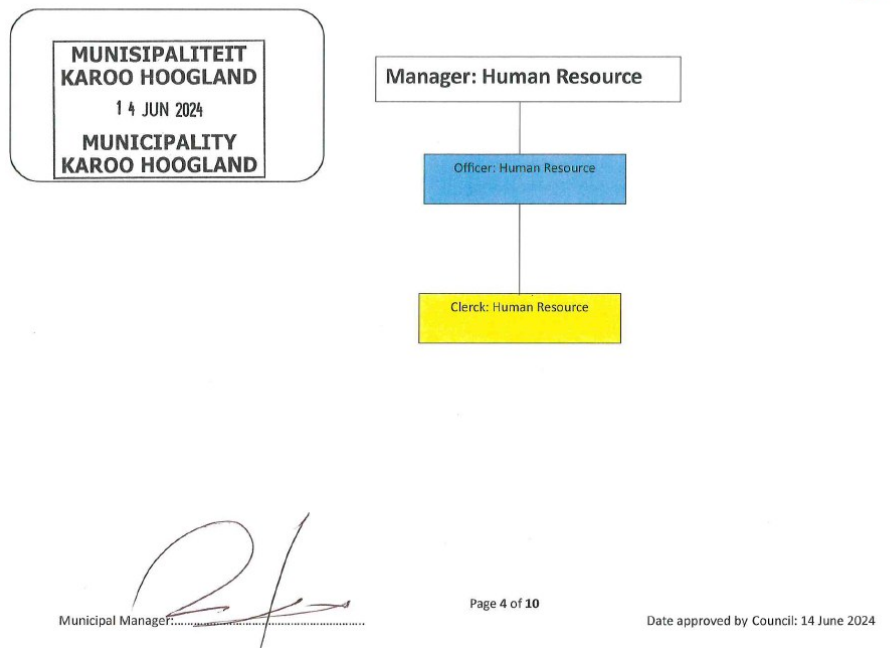 MUNISIPALITEIT
KAROO HOOGLAND
14 JUN 2024
MUNICIPALITY
KAROO HOOGLAND
Manager: Human Resource
Officer: Human Resource
Clerck: Human Resource
Page 4 of 10
Municipal Manager:
Date approved by Council: 14 June 2024